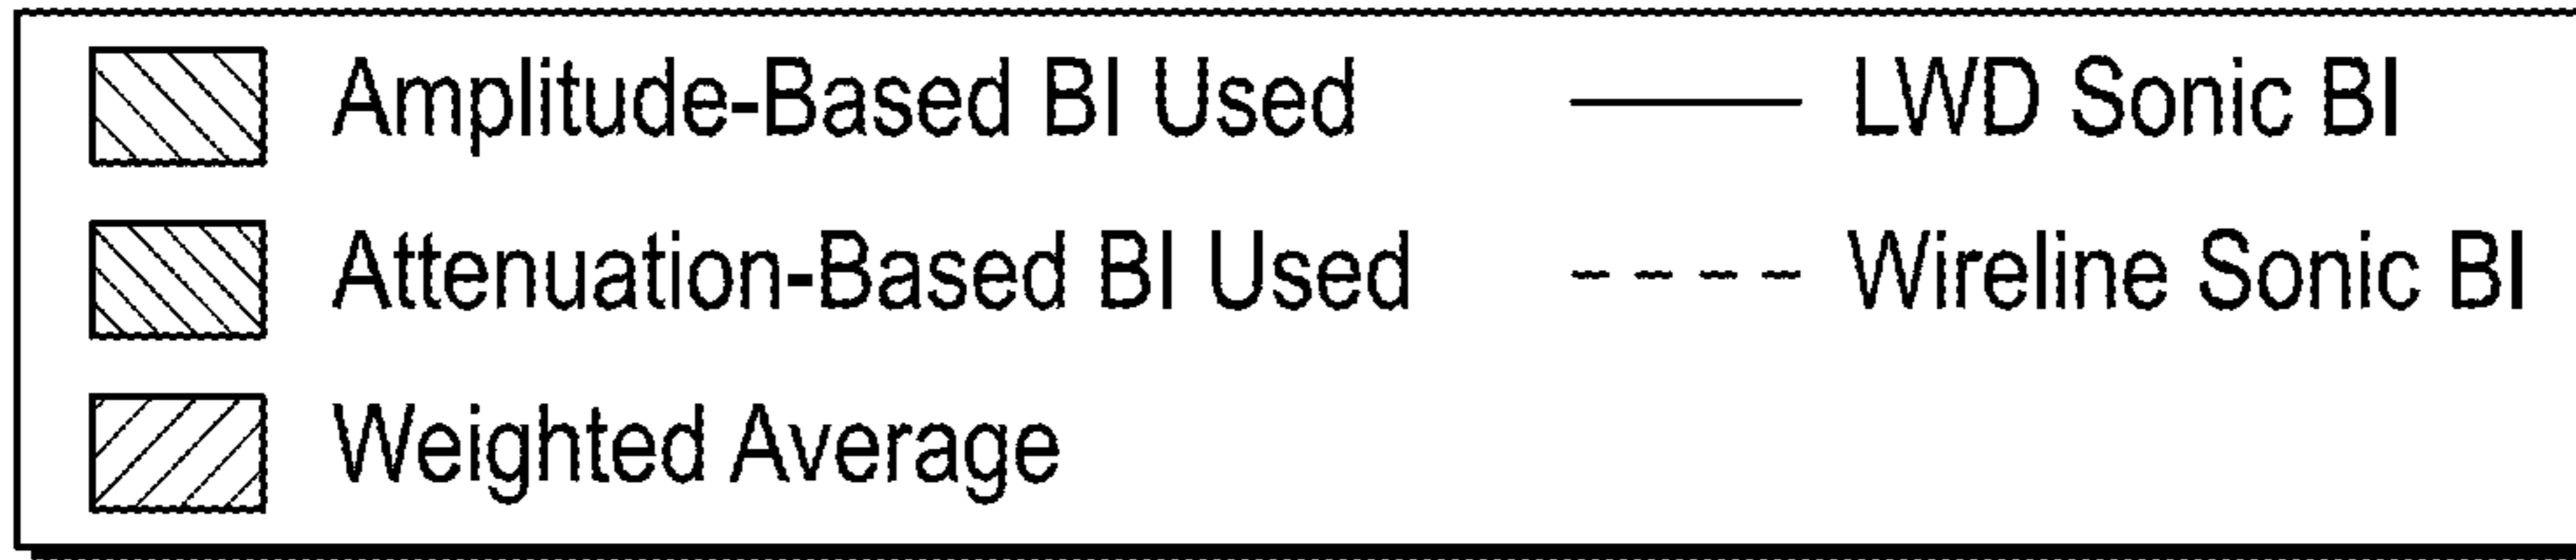 Amplitude-Based BI Used
Attenuation-Based BI Used
Weighted Average
LWD Sonic BI
Wireline Sonic BI